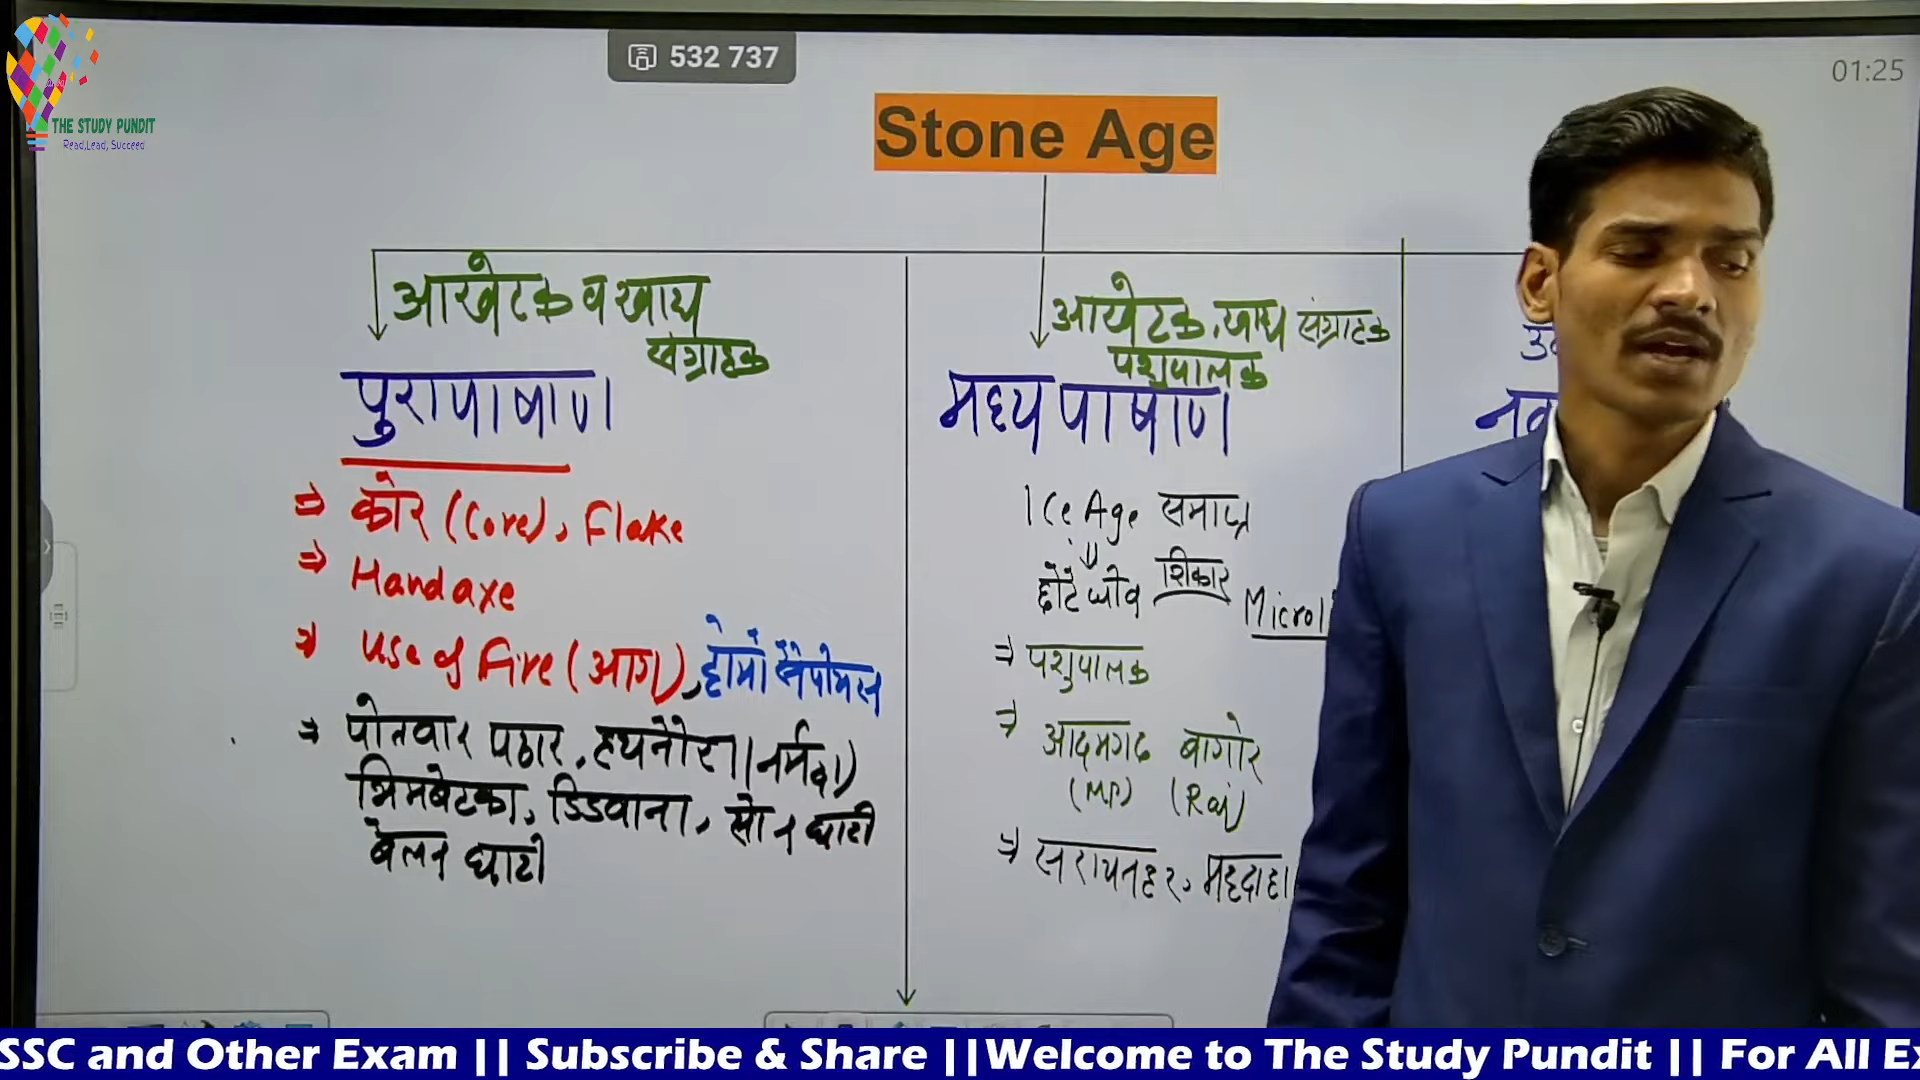 532 737
01:25
THE STUDY PUNDIT
Read,Lead, Succeed
Stone Age
आखेटक व खाद्य
संग्राहक
पुरापाषाण
⇒ कोर (Core), Flake
⇒ Handaxe
⇒ Use of Fire (आग), होमो सेपीयन्स
⇒ पोतवार पठार, हथनौरा (नर्मदा)
भिमबेटका, डिडवाना, सोन घाटी
बेलन घाटी
आखेटक, खाद्य संग्राहक
पशुपालक
मध्य पाषाण
Ice Age समाप्त
छोटे जीव शिकार
Microl
⇒ पशुपालक
⇒ आदमगढ बागोर
(MP) (Raj)
⇒ सरायनहर, महदाहा
नव
SSC and Other Exam || Subscribe & Share ||Welcome to The Study Pundit || For All Ex